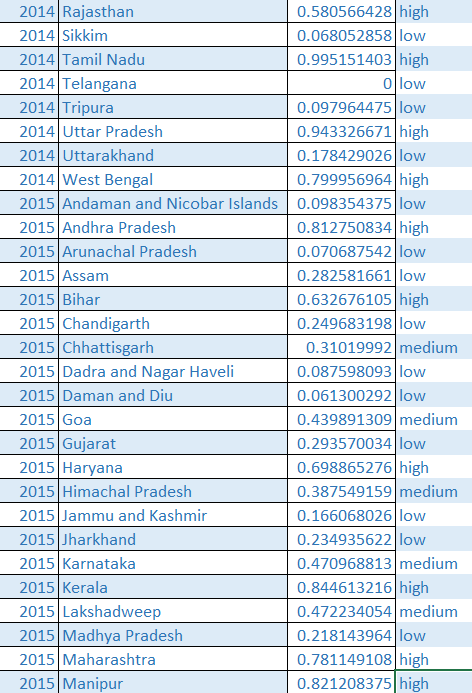 2014 Rajasthan 0.580566428 high
2014 Sikkim 0.068052858 low
2014 Tamil Nadu 0.995151403 high
2014 Telangana 0 low
2014 Tripura 0.097964475 low
2014 Uttar Pradesh 0.943326671 high
2014 Uttarakhand 0.178429026 low
2014 West Bengal 0.799956964 high
2015 Andaman and Nicobar Islands 0.098354375 low
2015 Andhra Pradesh 0.812750834 high
2015 Arunachal Pradesh 0.070687542 low
2015 Assam 0.282581661 low
2015 Bihar 0.632676105 high
2015 Chandigarth 0.249683198 low
2015 Chhattisgarh 0.31019992 medium
2015 Dadra and Nagar Haveli 0.087598093 low
2015 Daman and Diu 0.061300292 low
2015 Goa 0.439891309 medium
2015 Gujarat 0.293570034 low
2015 Haryana 0.698865276 high
2015 Himachal Pradesh 0.387549159 medium
2015 Jammu and Kashmir 0.166068026 low
2015 Jharkhand 0.234935622 low
2015 Karnataka 0.470968813 medium
2015 Kerala 0.844613216 high
2015 Lakshadweep 0.472234054 medium
2015 Madhya Pradesh 0.218143964 low
2015 Maharashtra 0.781149108 high
2015 Manipur 0.821208375 high